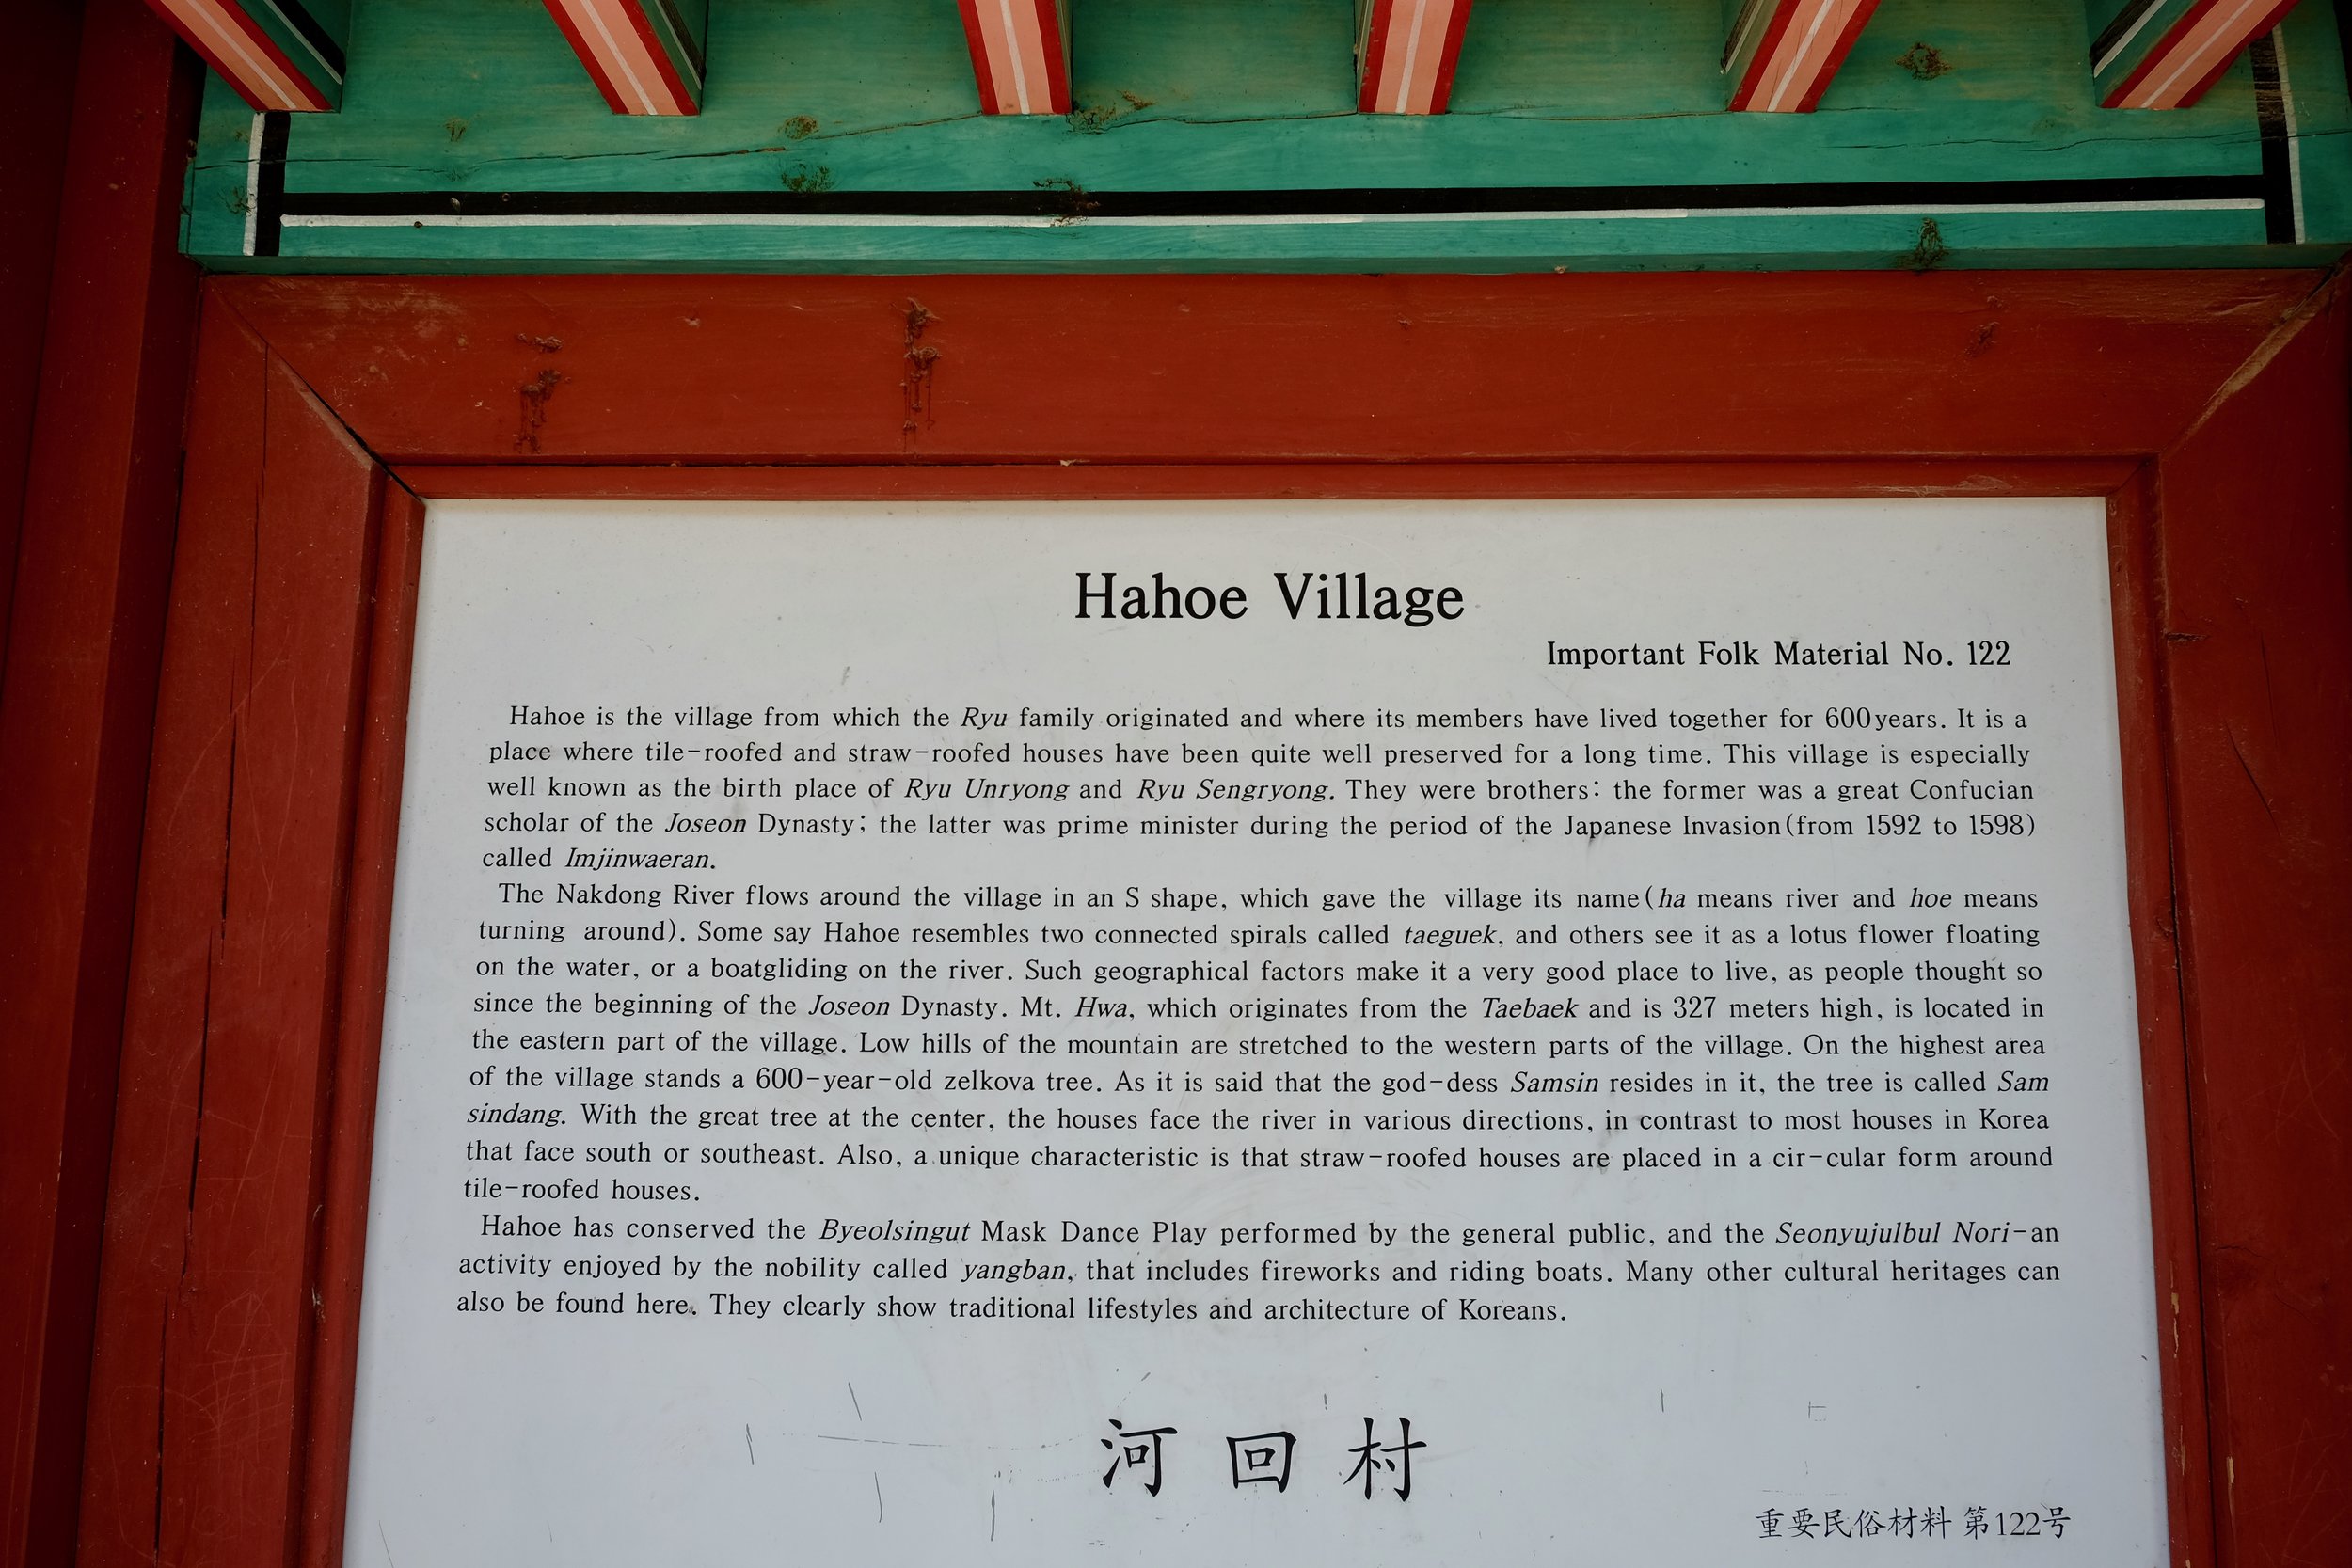 Hahoe Village
Important Folk Material No. 122
Hahoe is the village from which the Ryu family originated and where its members have lived together for 600years. It is a
place where tile-roofed and straw-roofed houses have been quite well preserved for a long time. This village is especially
well known as the birth place of Ryu Unryong and Ryu Sengryong. They were brothers: the former was a great Confucian
scholar of the Joseon Dynasty; the latter was prime minister during the period of the Japanese Invasion(from 1592 to 1598)
called Imjinwaeran.
The Nakdong River flows around the village in an S shape, which gave the village its name(ha means river and hoe means
turning around). Some say Hahoe resembles two connected spirals called taeguek, and others see it as a lotus flower floating
on the water, or a boatgliding on the river. Such geographical factors make it a very good place to live, as people thought so
since the beginning of the Joseon Dynasty. Mt. Hwa, which originates from the Taebaek and is 327 meters high, is located in
the eastern part of the village. Low hills of the mountain are stretched to the western parts of the village. On the highest area
of the village stands a 600-year-old zelkova tree. As it is said that the god-dess Samsin resides in it, the tree is called Sam
sindang. With the great tree at the center, the houses face the river in various directions, in contrast to most houses in Korea
that face south or southeast. Also, a unique characteristic is that straw-roofed houses are placed in a cir-cular form around
tile-roofed houses.
Hahoe has conserved the Byeolsingut Mask Dance Play performed by the general public, and the Seonyujulbul Nori-an
activity enjoyed by the nobility called yangban, that includes fireworks and riding boats. Many other cultural heritages can
also be found here. They clearly show traditional lifestyles and architecture of Koreans.
河回村
重要民俗材料 第122号